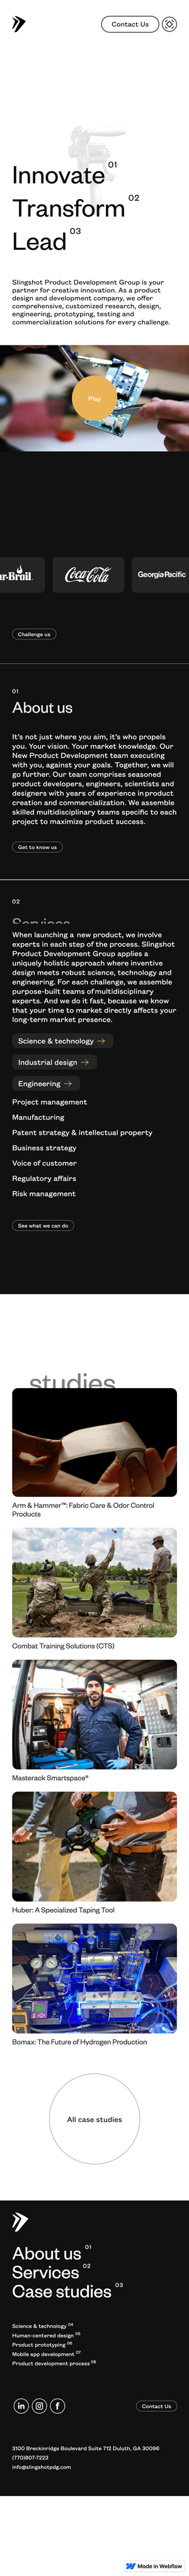 Contact Us
Innovate 01
Transform 02
Lead 03
Slingshot Product Development Group is your
partner for creative innovation. As a product
design and development company, we offer
comprehensive, customized research, design,
engineering, prototyping, testing and
commercialization solutions for every challenge.
Play
ar-Broil
Coca-Cola
Georgia-Pacific
Challenge us
01
About us
It's not just where you aim, it's who propels
you. Your vision. Your market knowledge. Our
New Product Development team executing
with you, against your goals. Together, we will
go further. Our team comprises seasoned
product developers, engineers, scientists and
designers with years of experience in product
creation and commercialization. We assemble
skilled multidisciplinary teams specific to each
project to maximize product success.
Get to know us
02
Services
When launching a new product, we involve
experts in each step of the process. Slingshot
Product Development Group applies a
uniquely holistic approach where innovative
design meets robust science, technology and
engineering. For each challenge, we assemble
purpose-built teams of multidisciplinary
experts. And we do it fast, because we know
that your time to market directly affects your
long-term market presence.
Science & technology →
Industrial design →
Engineering →
Project management
Manufacturing
Patent strategy & intellectual property
Business strategy
Voice of customer
Regulatory affairs
Risk management
See what we can do
studies
Arm & Hammer™: Fabric Care & Odor Control
Products
Combat Training Solutions (CTS)
Masterack Smartspace®
Huber: A Specialized Taping Tool
Bomax: The Future of Hydrogen Production
All case studies
About us 01
Services 02
Case studies 03
Science & technology 04
Human-centered design 05
Product prototyping 06
Mobile app development 07
Product development process 08
in
f
Contact Us
3100 Breckinridge Boulevard Suite 712 Duluth, GA 30096
(770)807-7223
info@slingshotpdg.com
Made in Webflow